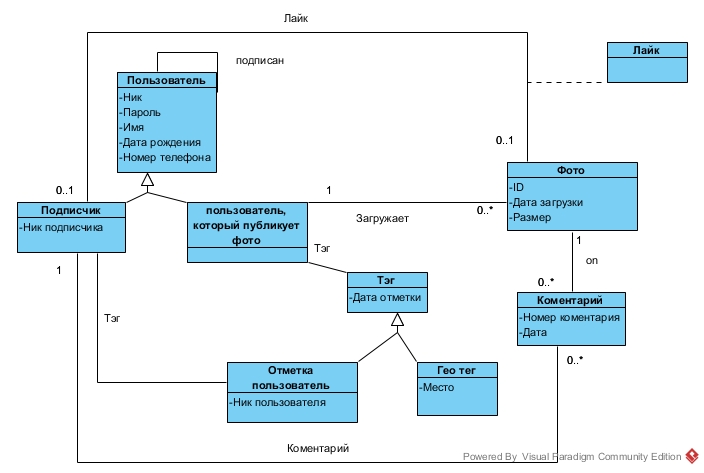 Лайк
Пользователь
-Ник
-Пароль
-Имя
-Дата рождения
-Номер телефона
подписан
Лайк
0..1
0..1
Фото
-ID
-Дата загрузки
-Размер
Подписчик
-Ник подписчика
пользователь,
который публикует
фото
1
Загружает
0..*
1
on
0..*
1
Тэг
Тэг
-Дата отметки
Коментарий
-Номер коментария
-Дата
Тэг
0..*
Отметка
пользователь
-Ник пользователя
Гео тег
-Место
Коментарий
Powered By Visual Paradigm Community Edition